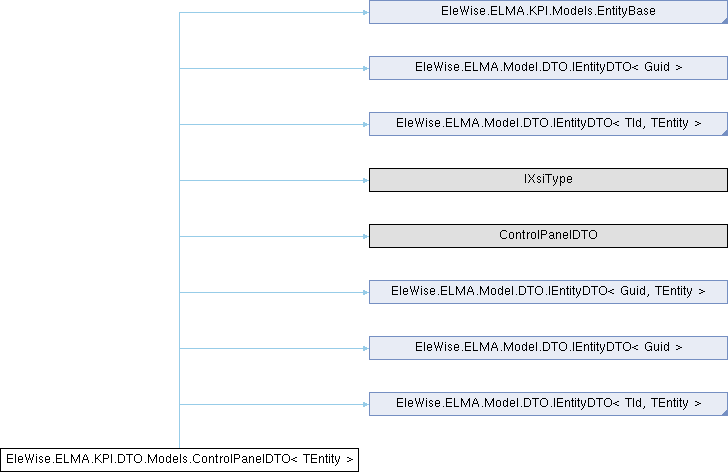 EleWise.ELMA.KPI.Models.EntityBase
EleWise.ELMA.Model.DTO.IEntityDTO< Guid >
EleWise.ELMA.Model.DTO.IEntityDTO< TId, TEntity >
IXsiType
ControlPanelDTO
EleWise.ELMA.Model.DTO.IEntityDTO< Guid, TEntity >
EleWise.ELMA.Model.DTO.IEntityDTO< Guid >
EleWise.ELMA.Model.DTO.IEntityDTO< TId, TEntity >
EleWise.ELMA.KPI.DTO.Models.ControlPanelDTO< TEntity >